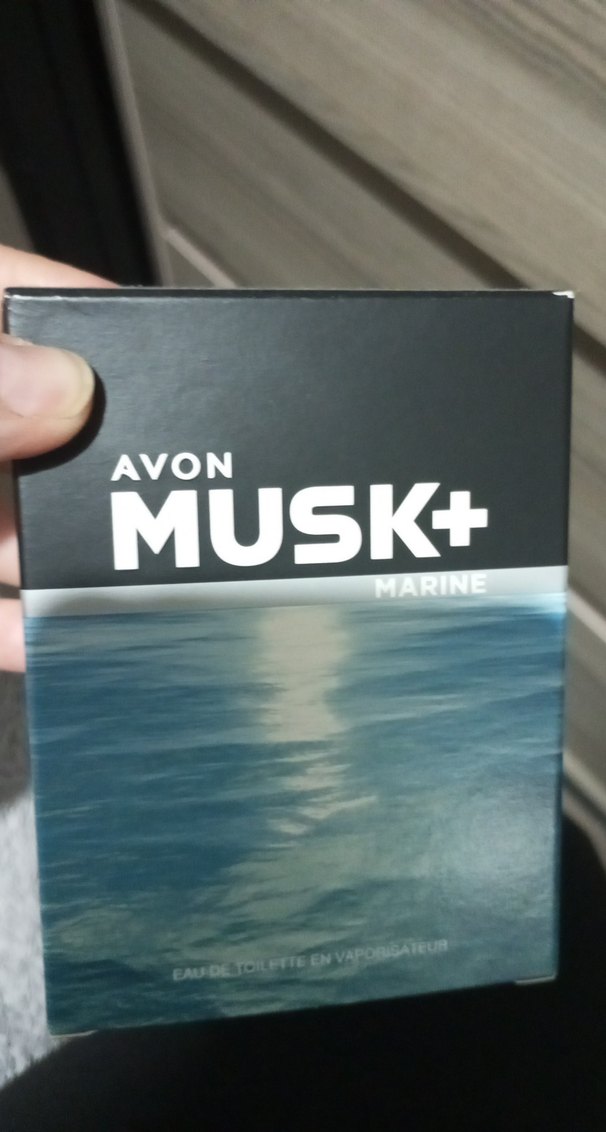 AVON
MUSK+
MARINE
EAU DE TOILETTE EN VAPORISATEUR